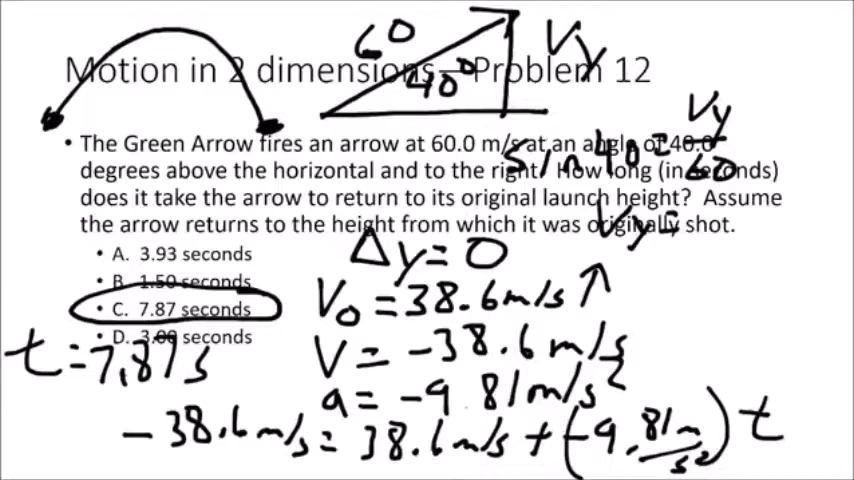 Motion in 2 dimensions – Problem 12
60
40°
Vy
• The Green Arrow fires an arrow at 60.0 m/s at an angle of 40.0
degrees above the horizontal and to the right. How long (in seconds)
does it take the arrow to return to its original launch height? Assume
the arrow returns to the height from which it was originally shot.
sin 40 = Vy/60
Vy =
• A. 3.93 seconds
• B. 1.50 seconds
• C. 7.87 seconds
• D. 3.00 seconds
Δy = 0
V₀ = 38.6 m/s ↑
V = -38.6 m/s
a = -9.81 m/s²
t = 7.87 s
-38.6 m/s = 38.6 m/s + (-9.81 m/s²) t